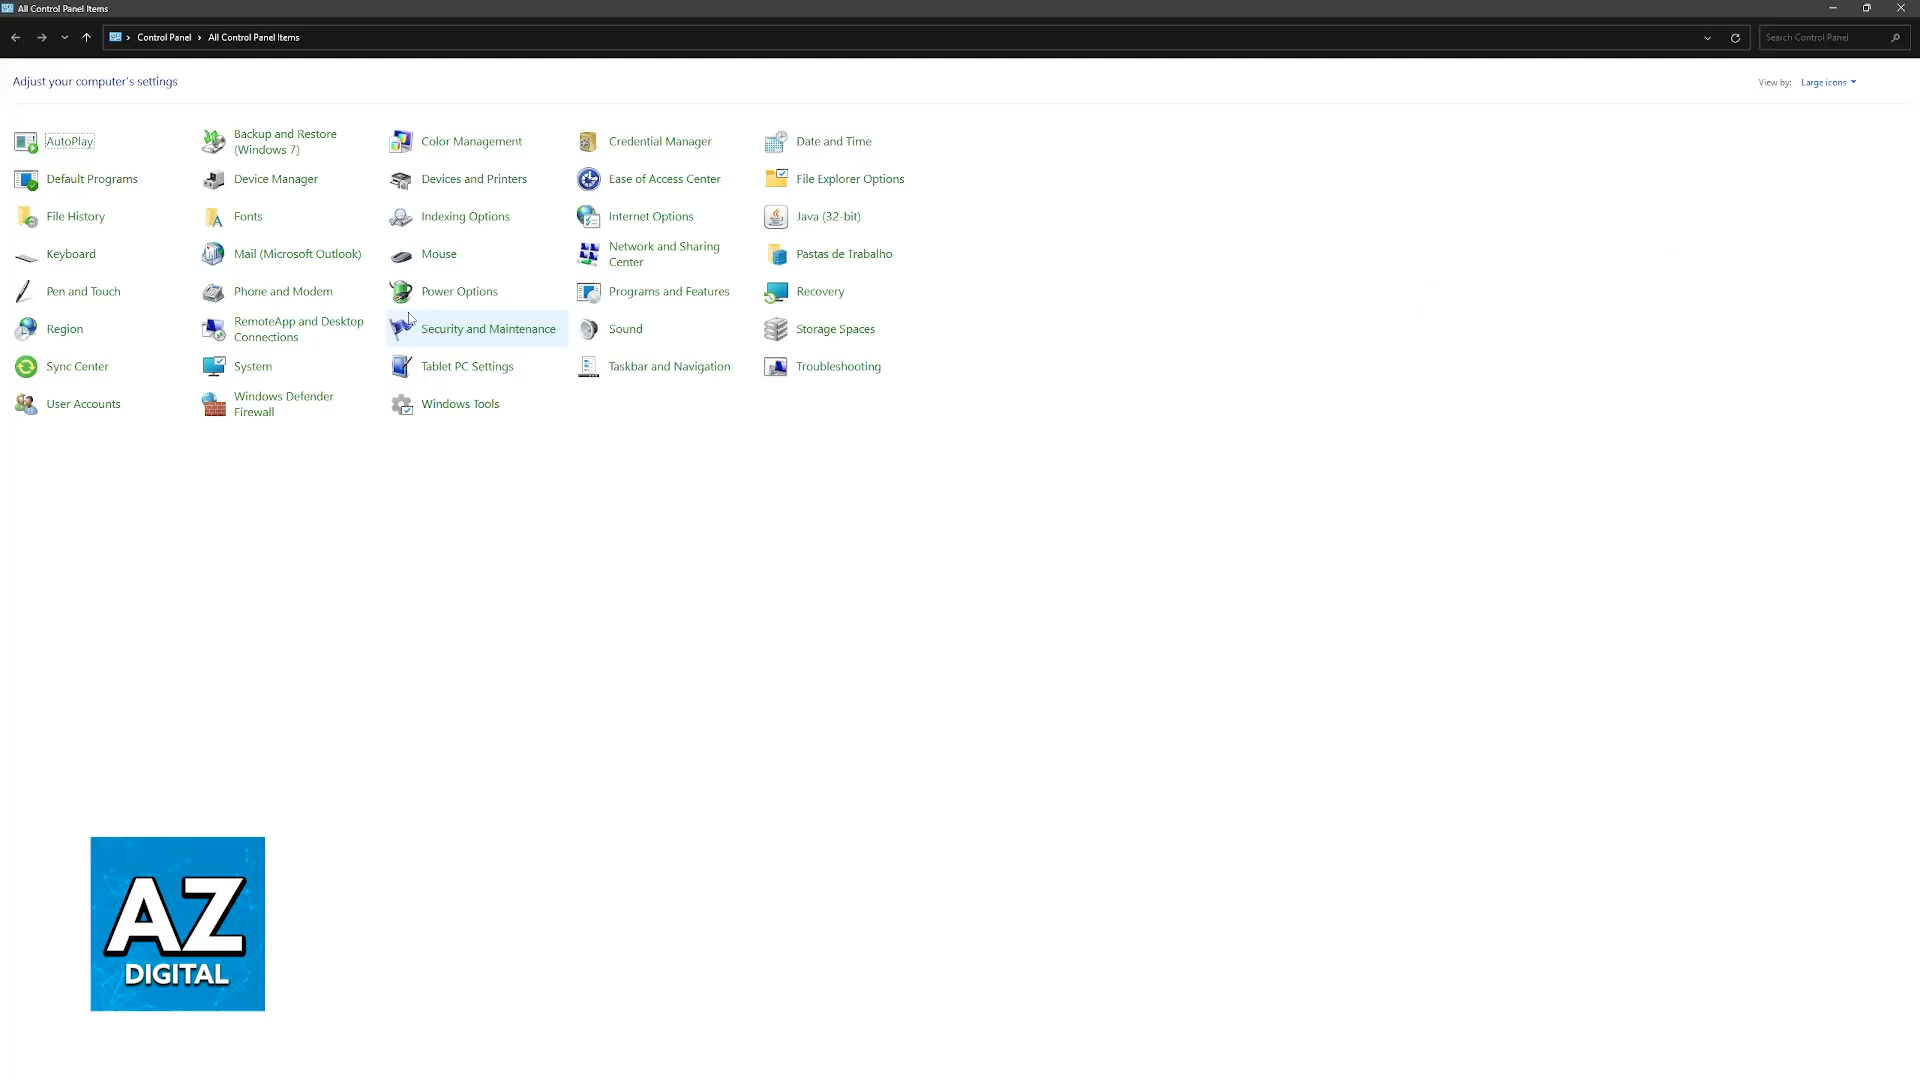 All Control Panel Items
Control Panel › All Control Panel Items
Search Control Panel
Adjust your computer's settings
View by: Large icons
AutoPlay
Backup and Restore
(Windows 7)
Color Management
Credential Manager
Date and Time
Default Programs
Device Manager
Devices and Printers
Ease of Access Center
File Explorer Options
File History
Fonts
Indexing Options
Internet Options
Java (32-bit)
Keyboard
Mail (Microsoft Outlook)
Mouse
Network and Sharing
Center
Pastas de Trabalho
Pen and Touch
Phone and Modem
Power Options
Programs and Features
Recovery
Region
RemoteApp and Desktop
Connections
Security and Maintenance
Sound
Storage Spaces
Sync Center
System
Tablet PC Settings
Taskbar and Navigation
Troubleshooting
User Accounts
Windows Defender
Firewall
Windows Tools
AZ
DIGITAL